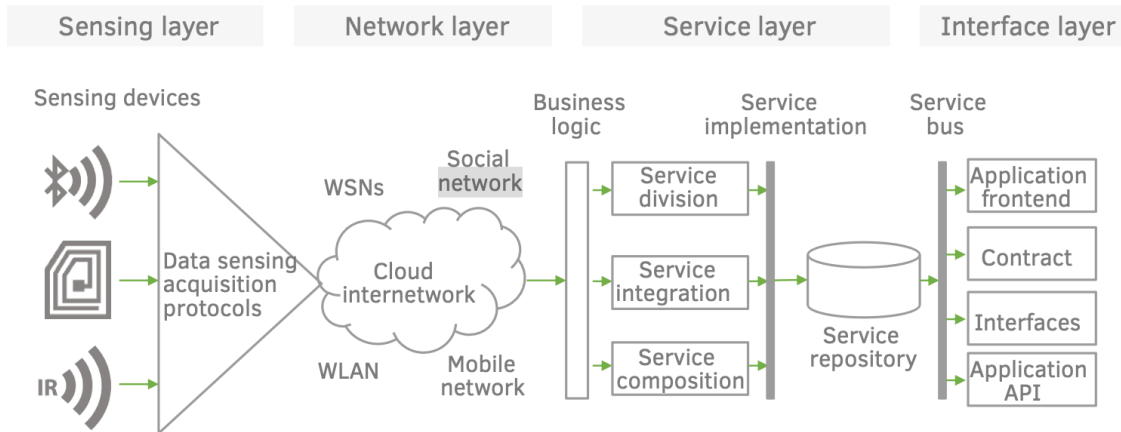 Sensing layer
Network layer
Service layer
Interface layer
Sensing devices
IR
Data sensing
acquisition
protocols
WSNs
Social
network
Cloud
internetwork
WLAN
Mobile
network
Business
logic
Service
division
Service
integration
Service
composition
Service
implementation
Service
repository
Service
bus
Application
frontend
Contract
Interfaces
Application
API